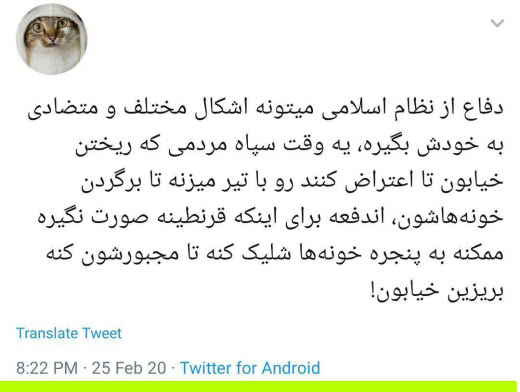 دفاع از نظام اسلامی میتونه اشکال مختلف و متضادی
به خودش بگیره، یه وقت سپاه مردمی که ریختن
خیابون تا اعتراض کنند رو با تیر میزنه تا برگردن
خونه‌هاشون، اندفعه برای اینکه قرنطینه صورت نگیره
ممکنه به پنجره خونه‌ها شلیک کنه تا مجبورشون کنه
بریزین خیابون!
Translate Tweet
8:22 PM · 25 Feb 20 · Twitter for Android